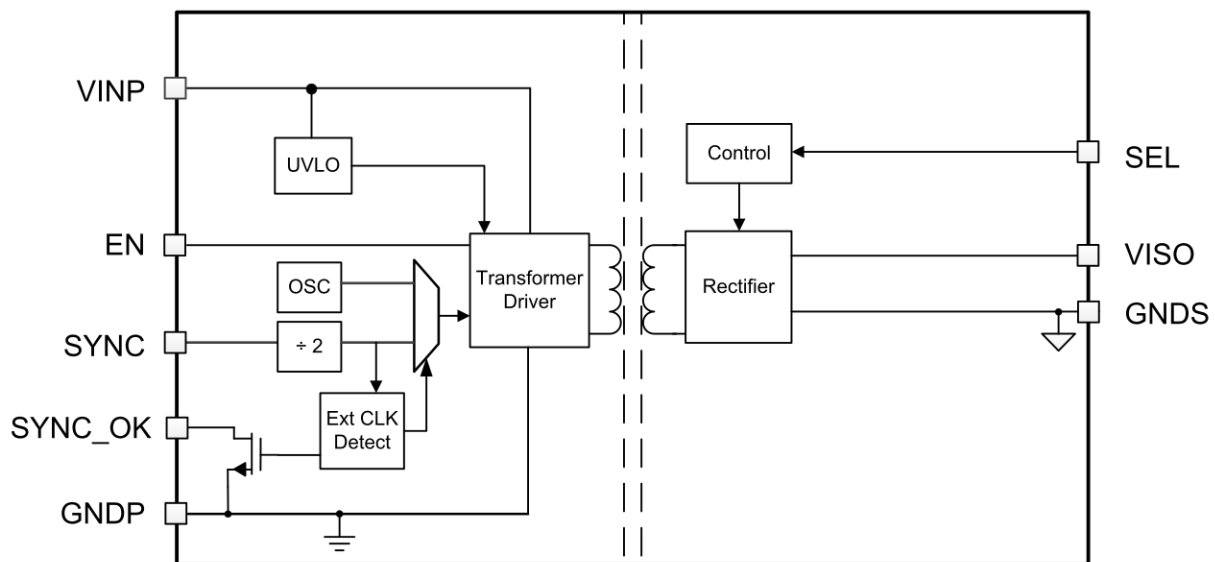 VINP
UVLO
Control
SEL
EN
Transformer
Driver
Rectifier
VISO
OSC
GNDS
SYNC
÷ 2
SYNC_OK
Ext CLK
Detect
GNDP